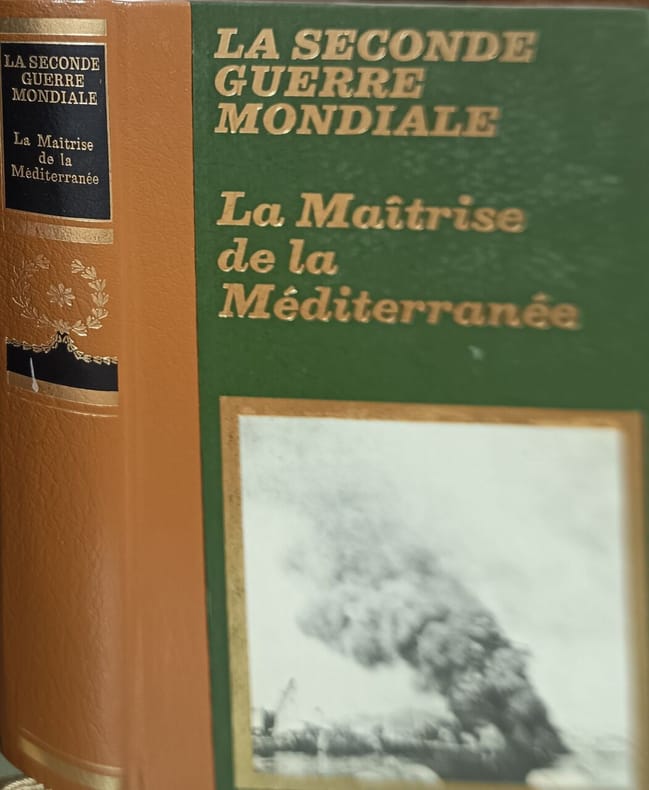 LA SECONDE
GUERRE
MONDIALE
La Maîtrise
de la
Méditerranée
LA SECONDE
GUERRE
MONDIALE
La Maîtrise
de la
Méditerranée